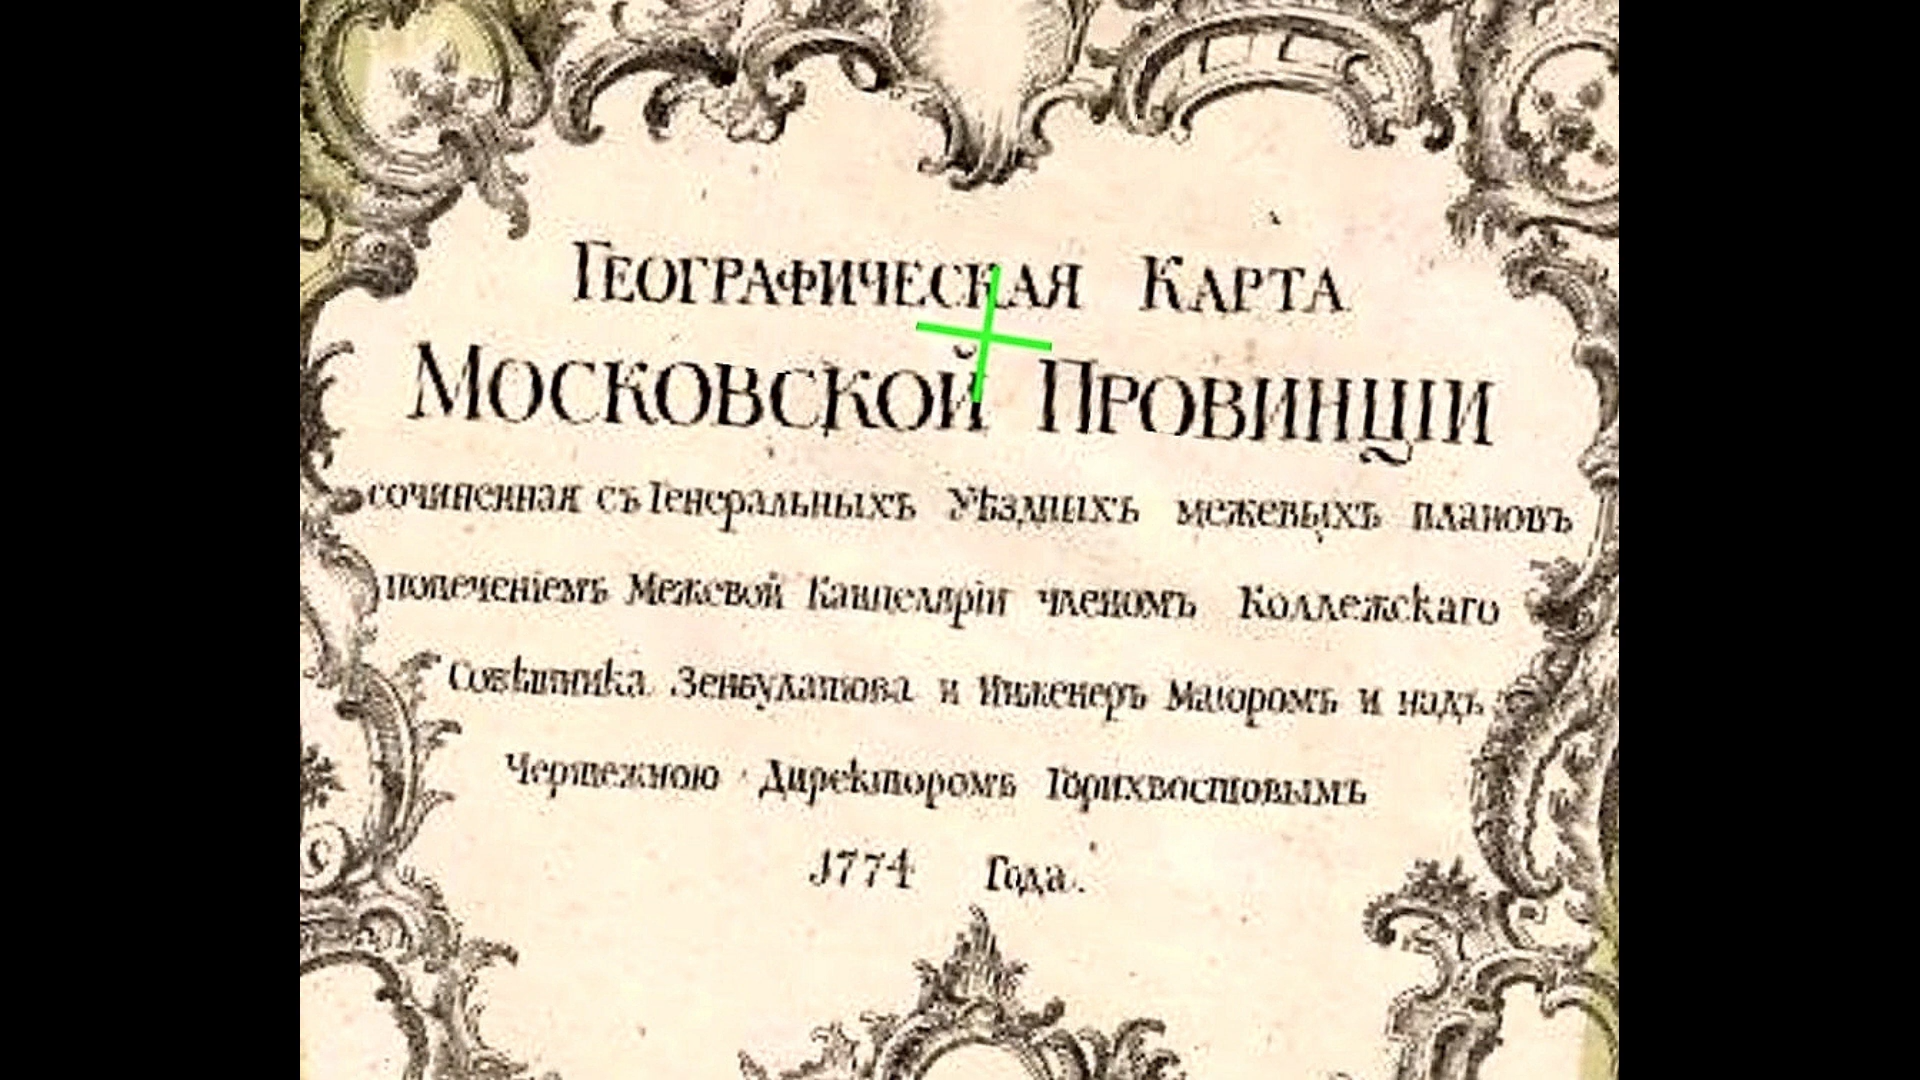 Географическая Карта
Московской Провинціи
сочиненная съ Генеральныхъ Уѣздныхъ межевыхъ плановъ
попеченіемъ Межевой Канцеляріи членомъ Коллежскаго
Совѣтника Зенбулатова и Инженеръ Маіоромъ и надъ
Чертежною Директоромъ Горихвостовымъ
1774 Года.